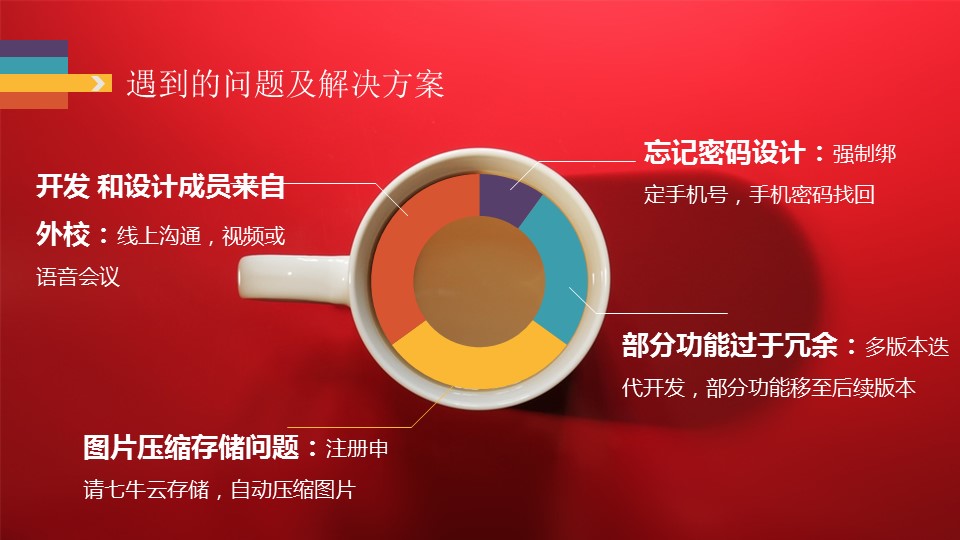 遇到的问题及解决方案
忘记密码设计：强制绑
定手机号，手机密码找回
开发 和设计成员来自
外校：线上沟通，视频或
语音会议
部分功能过于冗余：多版本迭
代开发，部分功能移至后续版本
图片压缩存储问题：注册申
请七牛云存储，自动压缩图片